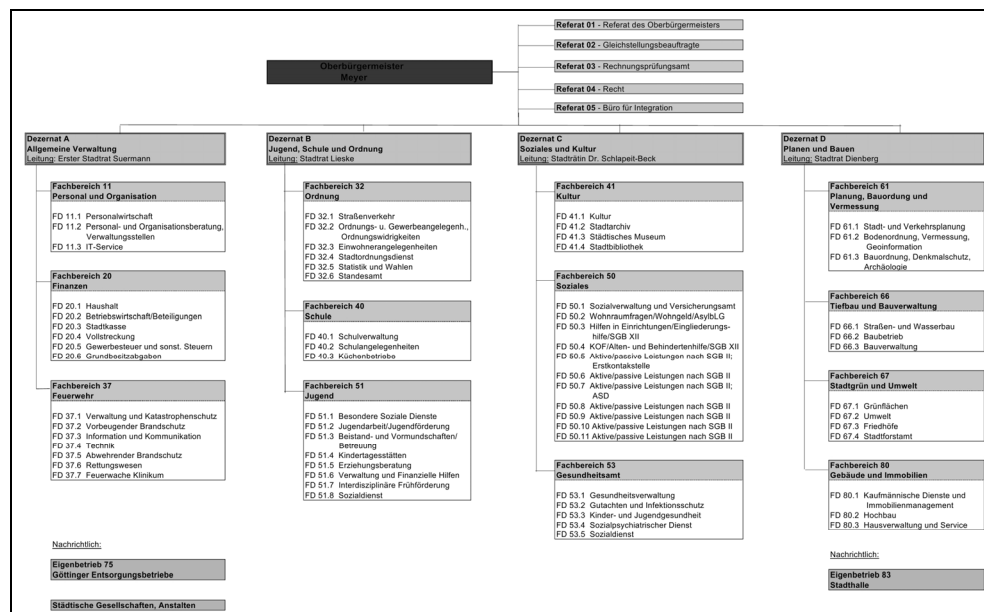 Referat 01 - Referat des Oberbürgermeisters
Referat 02 - Gleichstellungsbeauftragte
Oberbürgermeister
Meyer
Referat 03 - Rechnungsprüfungsamt
Referat 04 - Recht
Referat 05 - Büro für Integration
Dezernat A
Allgemeine Verwaltung
Leitung: Erster Stadtrat Suermann
Fachbereich 11
Personal und Organisation
FD 11.1 Personalwirtschaft
FD 11.2 Personal- und Organisationsberatung,
Verwaltungsstellen
FD 11.3 IT-Service
Fachbereich 20
Finanzen
FD 20.1 Haushalt
FD 20.2 Betriebswirtschaft/Beteiligungen
FD 20.3 Stadtkasse
FD 20.4 Vollstreckung
FD 20.5 Gewerbesteuer und sonst. Steuern
FD 20.6 Grundbesitzabgaben
Fachbereich 37
Feuerwehr
FD 37.1 Verwaltung und Katastrophenschutz
FD 37.2 Vorbeugender Brandschutz
FD 37.3 Information und Kommunikation
FD 37.4 Technik
FD 37.5 Abwehrender Brandschutz
FD 37.6 Rettungswesen
FD 37.7 Feuerwache Klinikum
Nachrichtlich:
Eigenbetrieb 75
Göttinger Entsorgungsbetriebe
Städtische Gesellschaften, Anstalten
Dezernat B
Jugend, Schule und Ordnung
Leitung: Stadtrat Lieske
Fachbereich 32
Ordnung
FD 32.1 Straßenverkehr
FD 32.2 Ordnungs- u. Gewerbeangelegenh.,
Ordnungswidrigkeiten
FD 32.3 Einwohnerangelegenheiten
FD 32.4 Stadtordnungsdienst
FD 32.5 Statistik und Wahlen
FD 32.6 Standesamt
Fachbereich 40
Schule
FD 40.1 Schulverwaltung
FD 40.2 Schulangelegenheiten
FD 40.3 Küchenbetriebe
Fachbereich 51
Jugend
FD 51.1 Besondere Soziale Dienste
FD 51.2 Jugendarbeit/Jugendförderung
FD 51.3 Beistand- und Vormundschaften/
Betreuung
FD 51.4 Kindertagesstätten
FD 51.5 Erziehungsberatung
FD 51.6 Verwaltung und Finanzielle Hilfen
FD 51.7 Interdisziplinäre Frühförderung
FD 51.8 Sozialdienst
Dezernat C
Soziales und Kultur
Leitung: Stadträtin Dr. Schlapeit-Beck
Fachbereich 41
Kultur
FD 41.1 Kultur
FD 41.2 Stadtarchiv
FD 41.3 Städtisches Museum
FD 41.4 Stadtbibliothek
Fachbereich 50
Soziales
FD 50.1 Sozialverwaltung und Versicherungsamt
FD 50.2 Wohnraumfragen/Wohngeld/AsylbLG
FD 50.3 Hilfen in Einrichtungen/Eingliederungs-
hilfe/SGB XII
FD 50.4 KOF/Alten- und Behindertenhilfe/SGB XII
FD 50.5 Aktive/passive Leistungen nach SGB II;
Erstkontakstelle
FD 50.6 Aktive/passive Leistungen nach SGB II
FD 50.7 Aktive/passive Leistungen nach SGB II;
ASD
FD 50.8 Aktive/passive Leistungen nach SGB II
FD 50.9 Aktive/passive Leistungen nach SGB II
FD 50.10 Aktive/passive Leistungen nach SGB II
FD 50.11 Aktive/passive Leistungen nach SGB II
Fachbereich 53
Gesundheitsamt
FD 53.1 Gesundheitsverwaltung
FD 53.2 Gutachten und Infektionsschutz
FD 53.3 Kinder- und Jugendgesundheit
FD 53.4 Sozialpsychiatrischer Dienst
FD 53.5 Sozialdienst
Dezernat D
Planen und Bauen
Leitung: Stadtrat Dienberg
Fachbereich 61
Planung, Bauordung und
Vermessung
FD 61.1 Stadt- und Verkehrsplanung
FD 61.2 Bodenordnung, Vermessung,
Geoinformation
FD 61.3 Bauordnung, Denkmalschutz,
Archäologie
Fachbereich 66
Tiefbau und Bauverwaltung
FD 66.1 Straßen- und Wasserbau
FD 66.2 Baubetrieb
FD 66.3 Bauverwaltung
Fachbereich 67
Stadtgrün und Umwelt
FD 67.1 Grünflächen
FD 67.2 Umwelt
FD 67.3 Friedhöfe
FD 67.4 Stadtforstamt
Fachbereich 80
Gebäude und Immobilien
FD 80.1 Kaufmännische Dienste und
Immobilienmanagement
FD 80.2 Hochbau
FD 80.3 Hausverwaltung und Service
Nachrichtlich:
Eigenbetrieb 83
Stadthalle